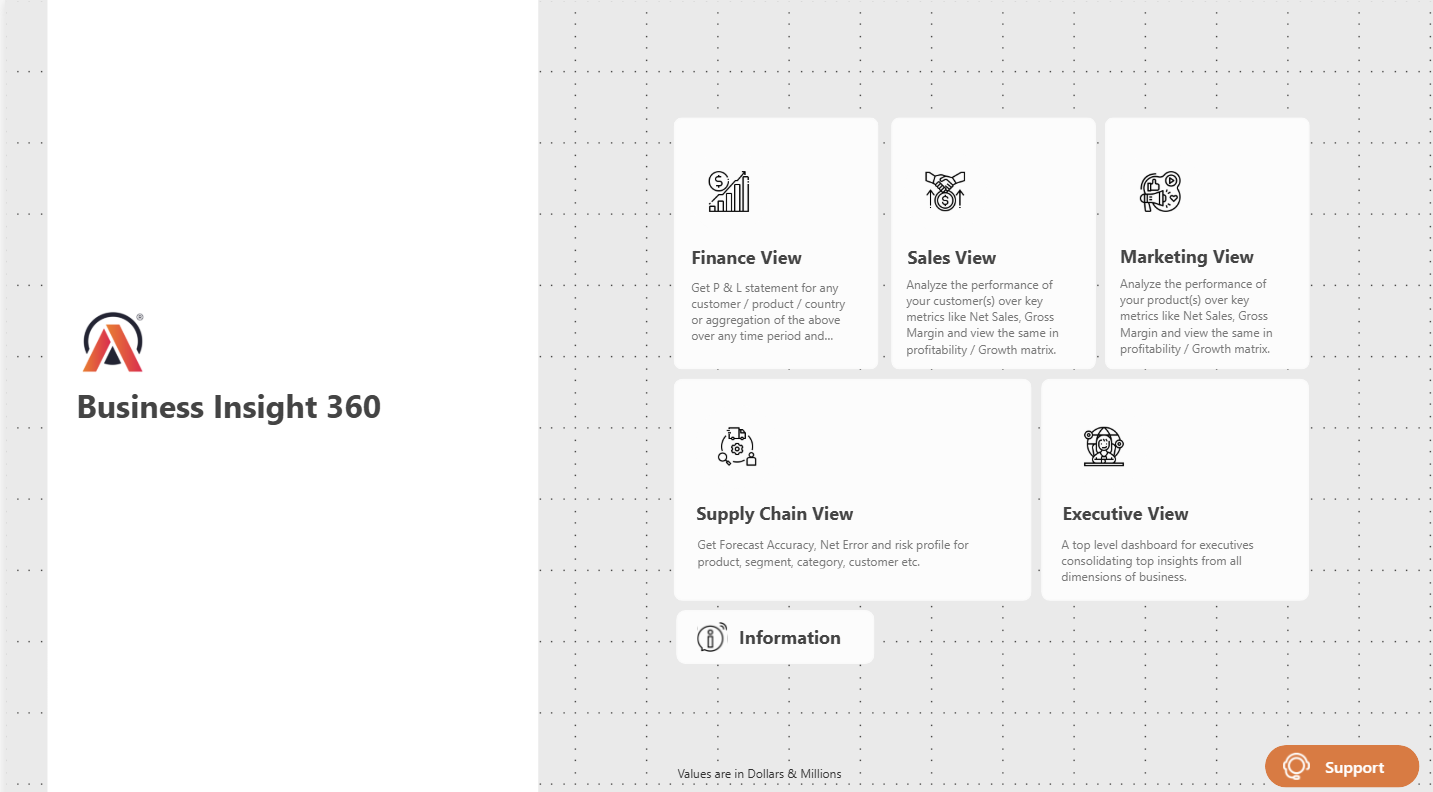 ®
Business Insight 360
Finance View
Get P & L statement for any
customer / product / country
or aggregation of the above
over any time period and...
Sales View
Analyze the performance of
your customer(s) over key
metrics like Net Sales, Gross
Margin and view the same in
profitability / Growth matrix.
Marketing View
Analyze the performance of
your product(s) over key
metrics like Net Sales, Gross
Margin and view the same in
profitability / Growth matrix.
Supply Chain View
Get Forecast Accuracy, Net Error and risk profile for
product, segment, category, customer etc.
Executive View
A top level dashboard for executives
consolidating top insights from all
dimensions of business.
Information
Values are in Dollars & Millions
Support